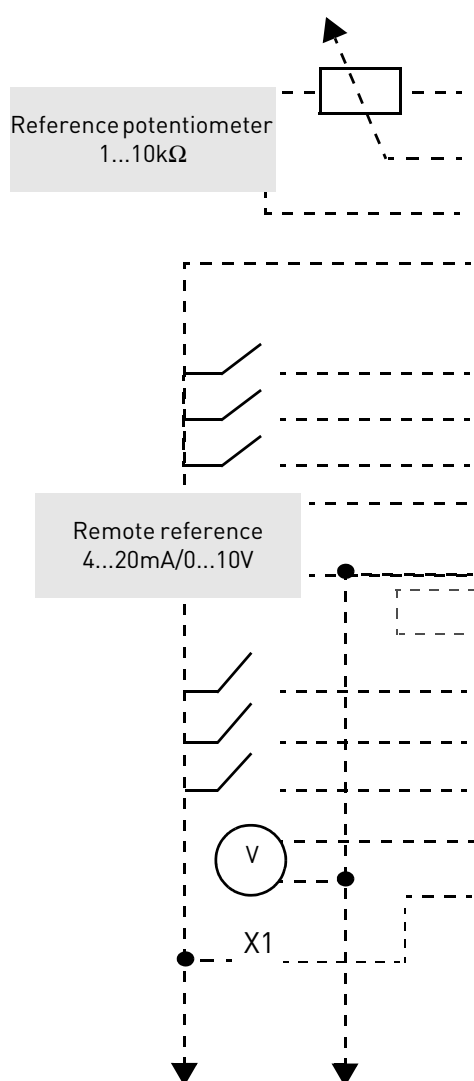 Reference potentiometer
1...10kΩ
Remote reference
4...20mA/0...10V
V
X1